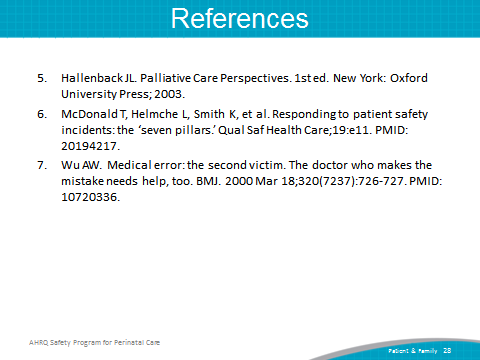 References
5. Hallenback JL. Palliative Care Perspectives. 1st ed. New York: Oxford
University Press; 2003.
6. McDonald T, Helmche L, Smith K, et al. Responding to patient safety
incidents: the ‘seven pillars.’ Qual Saf Health Care;19:e11. PMID:
20194217.
7. Wu AW. Medical error: the second victim. The doctor who makes the
mistake needs help, too. BMJ. 2000 Mar 18;320(7237):726-727. PMID:
10720336.
AHRQ Safety Program for Perinatal Care
Patient & Family 28